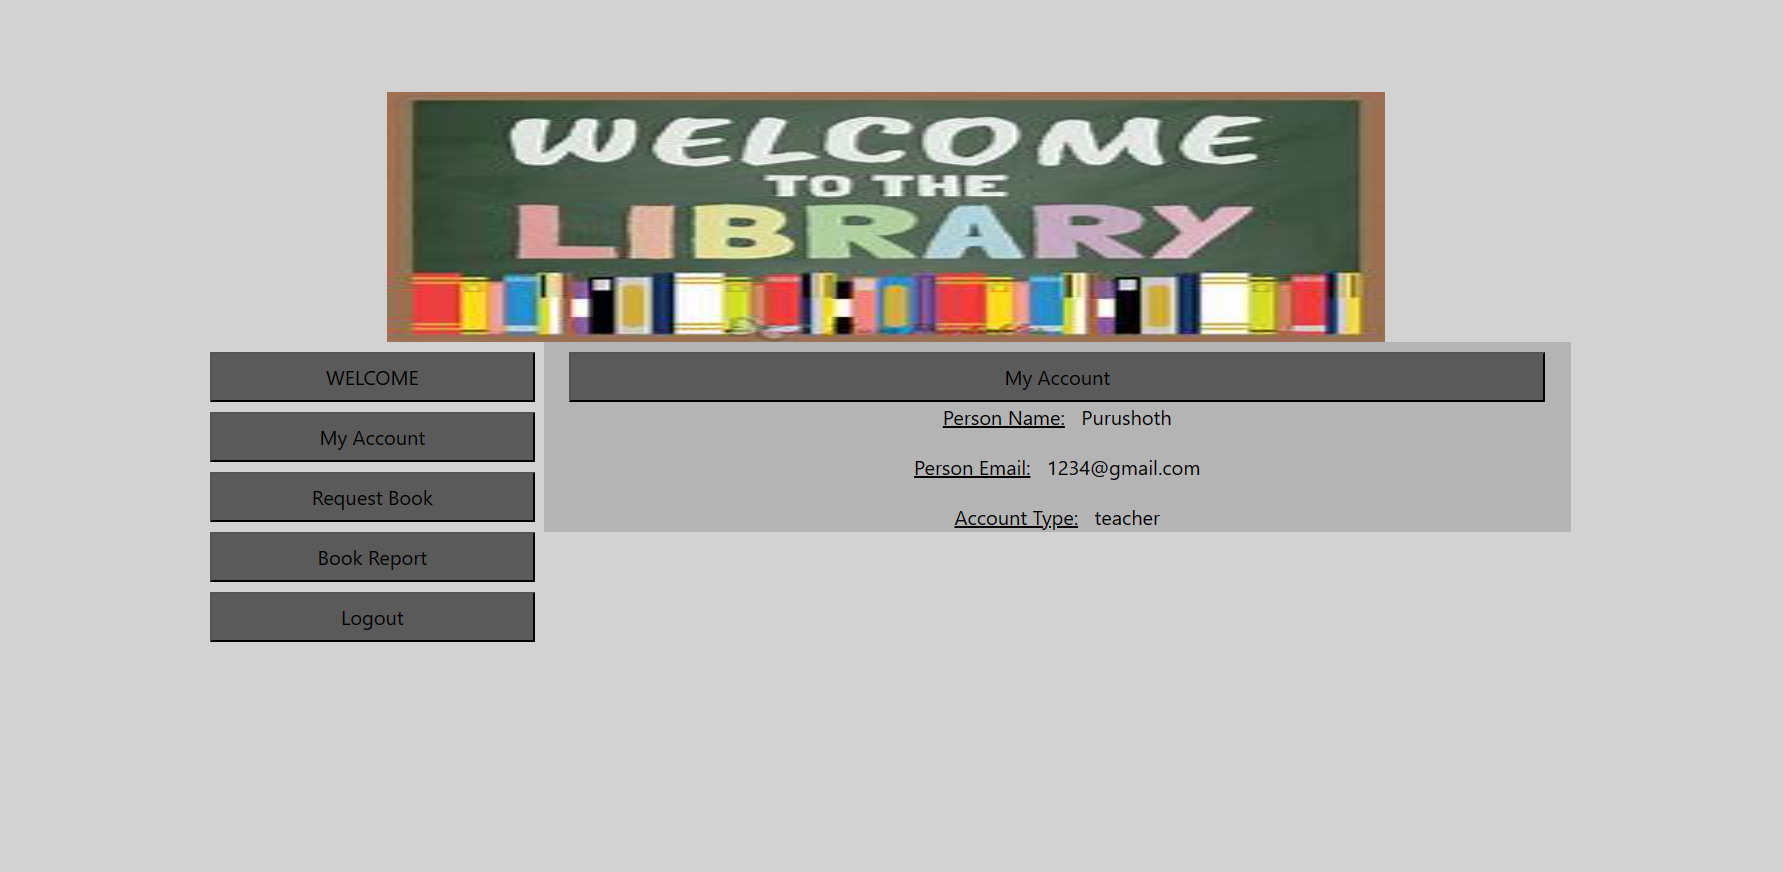 WELCOME
TO THE
LIBRARY
WELCOME
My Account
Request Book
Book Report
Logout
My Account
Person Name: Purushoth
Person Email: 1234@gmail.com
Account Type: teacher